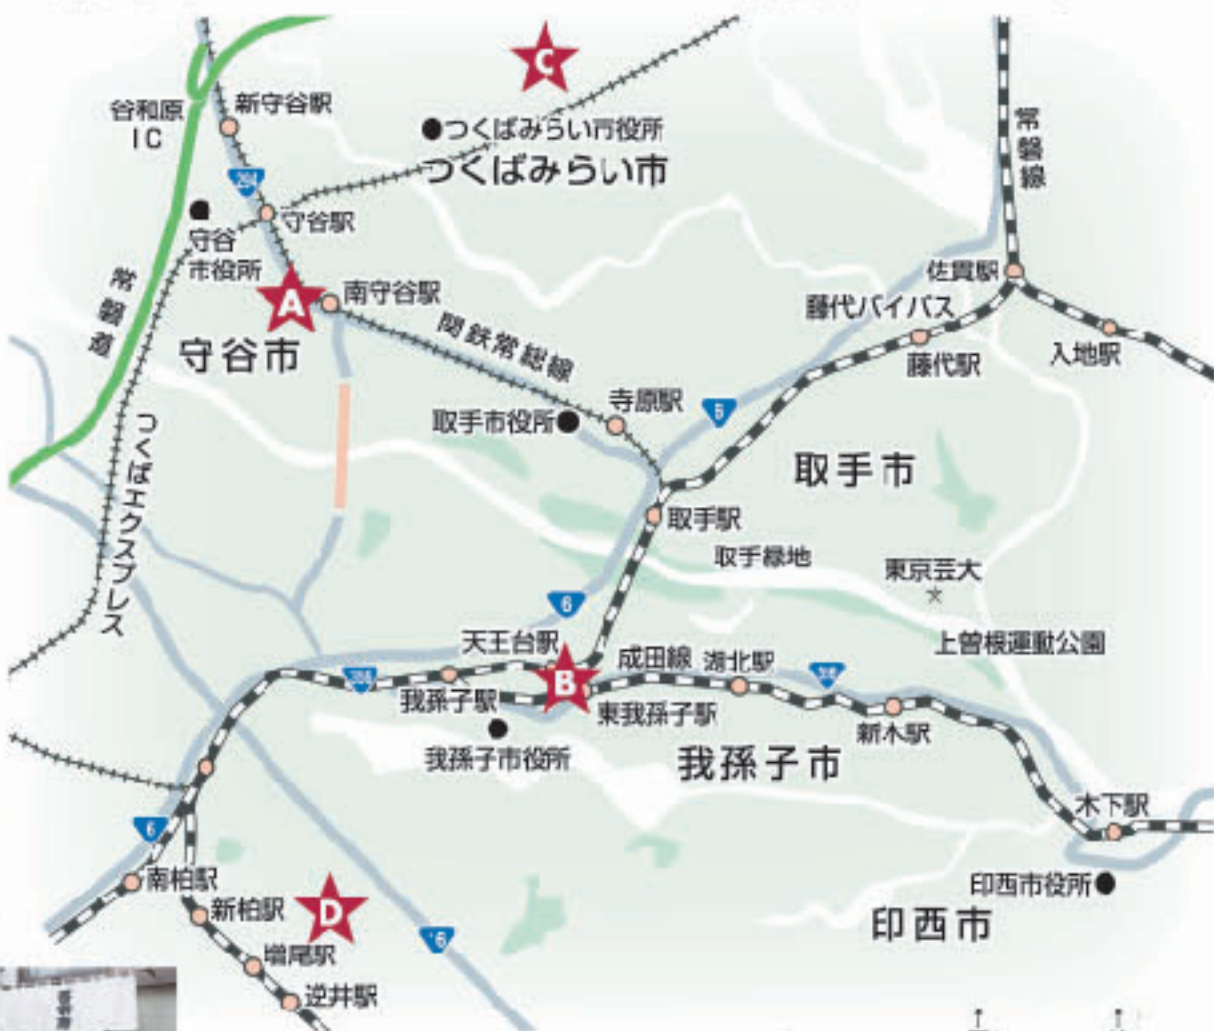 C
新守谷駅
谷和原
IC
つくばみらい市役所
つくばみらい市
常磐線
294
守谷駅
守谷
市役所
A
南守谷駅
佐貫駅
常磐道
藤代バイパス
関鉄常総線
守谷市
藤代駅
入地駅
寺原駅
6
取手市役所
つくばエクスプレス
取手市
取手駅
取手緑地
東京芸大
6
天王台駅
上曽根運動公園
成田線
湖北駅
356
356
B
我孫子駅
東我孫子駅
新木駅
我孫子市役所
我孫子市
木下駅
6
南柏駅
印西市役所
新柏駅
D
印西市
16
増尾駅
逆井駅